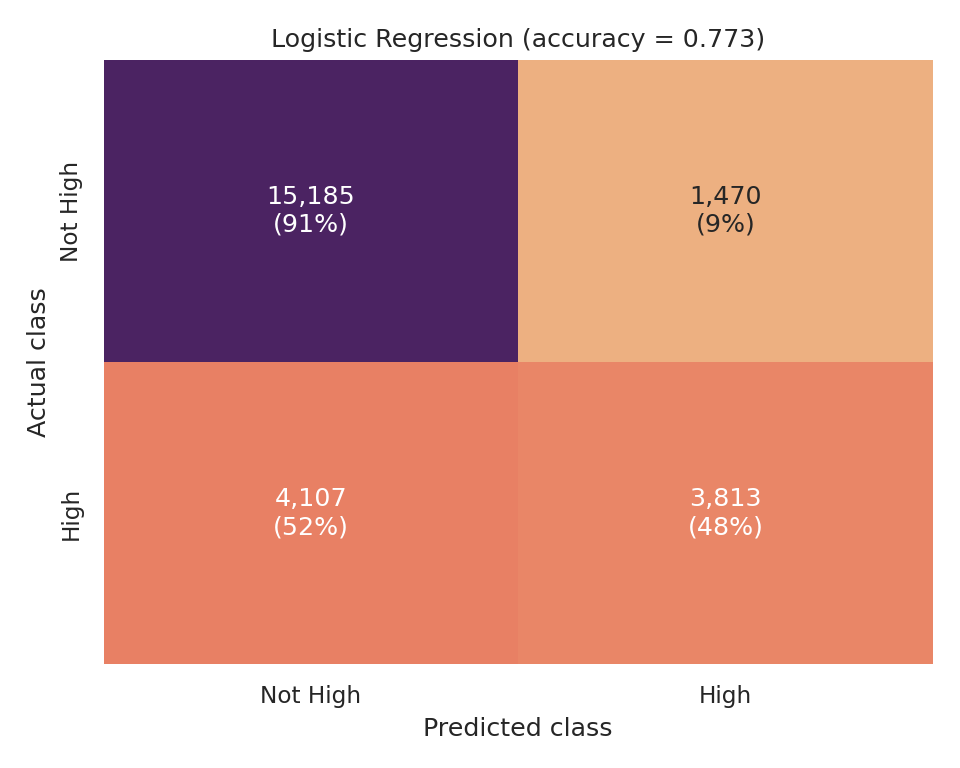 Logistic Regression (accuracy = 0.773)
Actual class
Not High
15,185
(91%)
1,470
(9%)
High
4,107
(52%)
3,813
(48%)
Not High
High
Predicted class